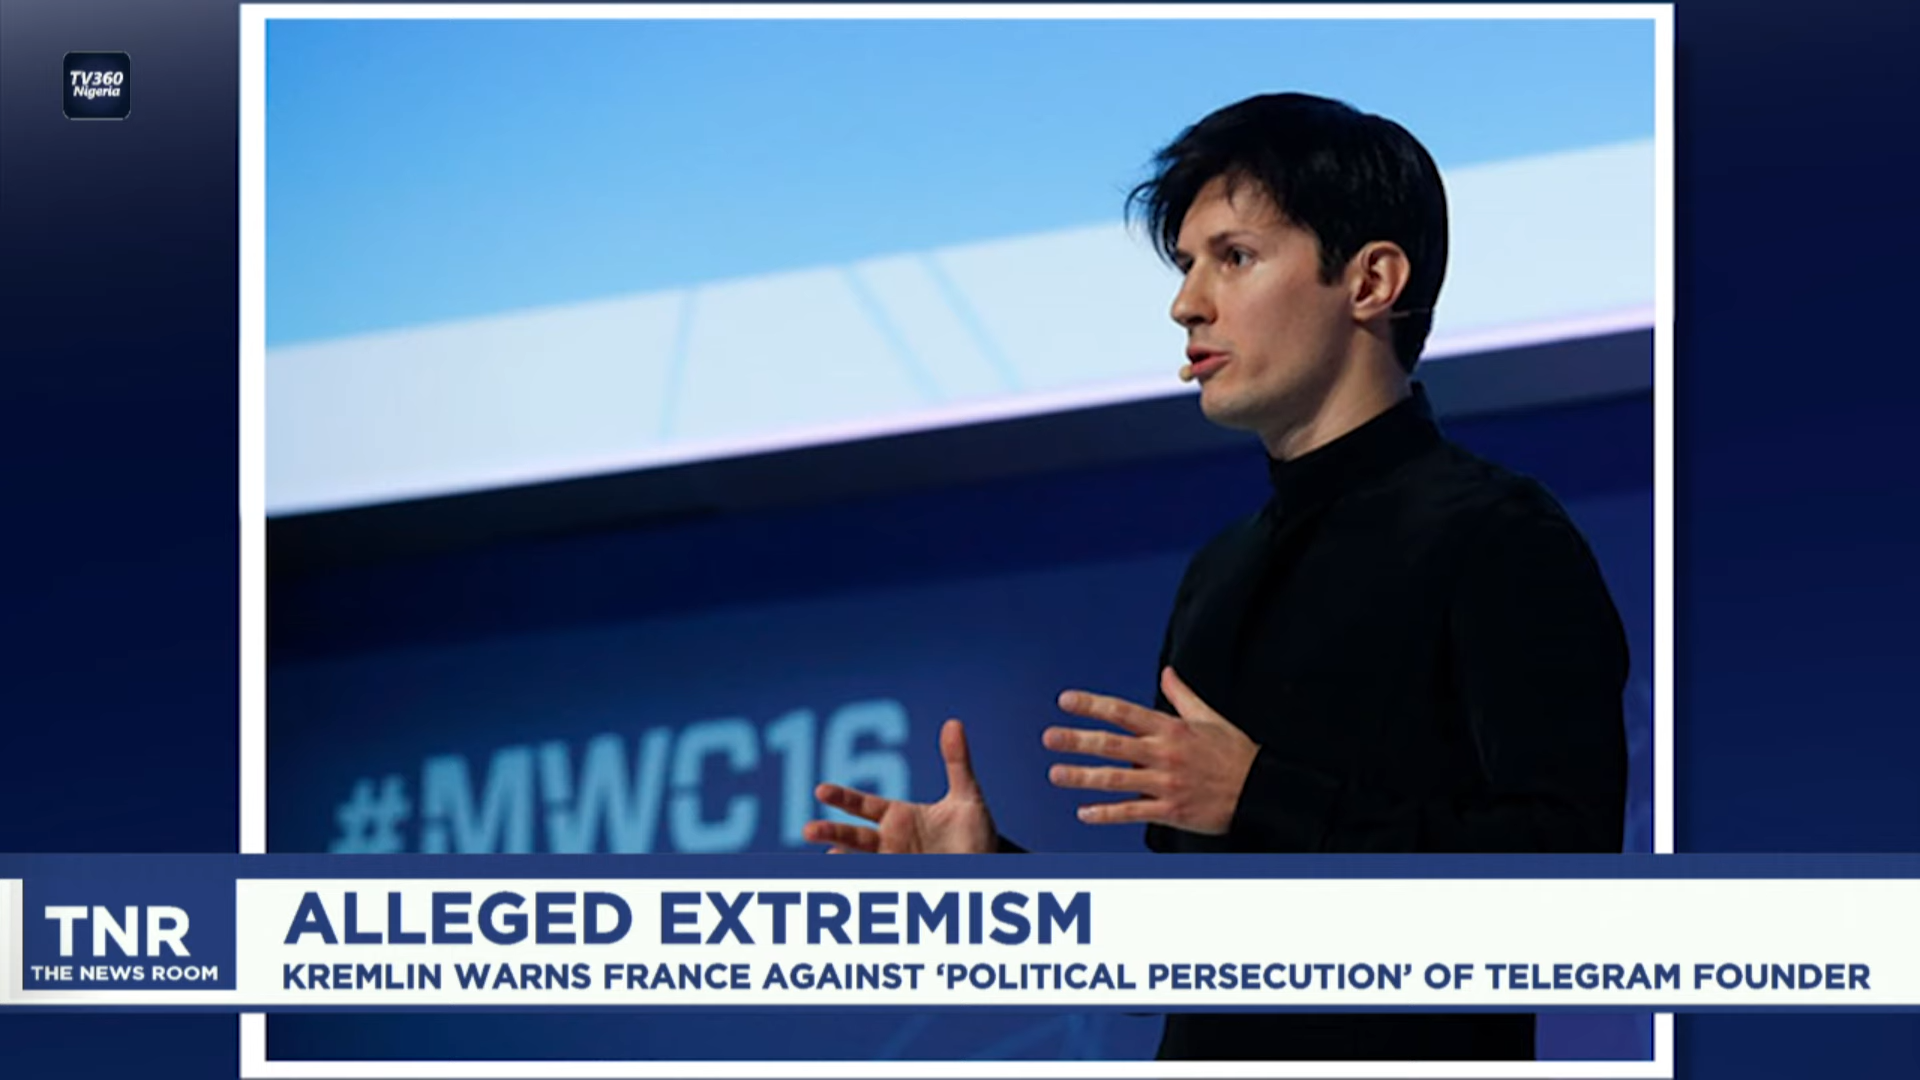 TV360
Nigeria
#MWC16
TNR
THE NEWS ROOM
ALLEGED EXTREMISM
KREMLIN WARNS FRANCE AGAINST ‘POLITICAL PERSECUTION’ OF TELEGRAM FOUNDER